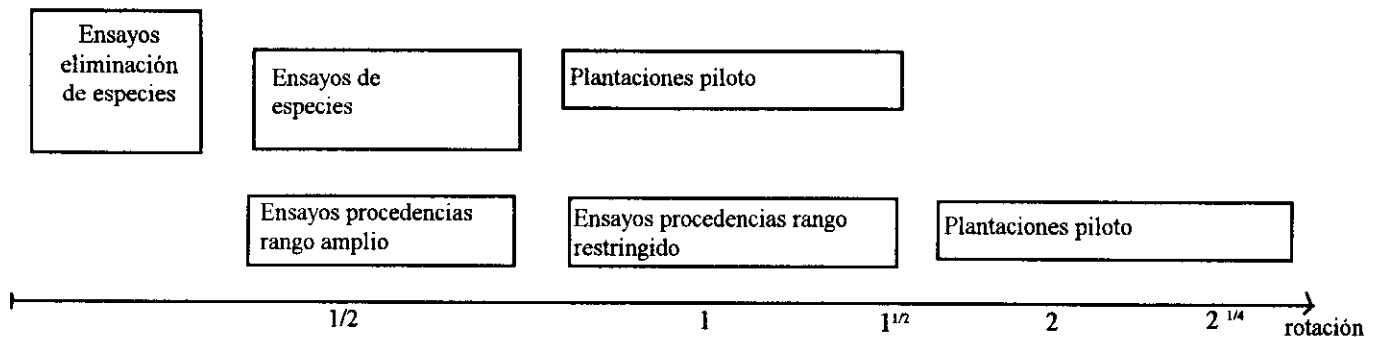 Ensayos
eliminación
de especies
Ensayos de
especies
Plantaciones piloto
Ensayos procedencias
rango amplio
Ensayos procedencias rango
restringido
Plantaciones piloto
1/2 1 1 1/2 2 2 1/4 rotación